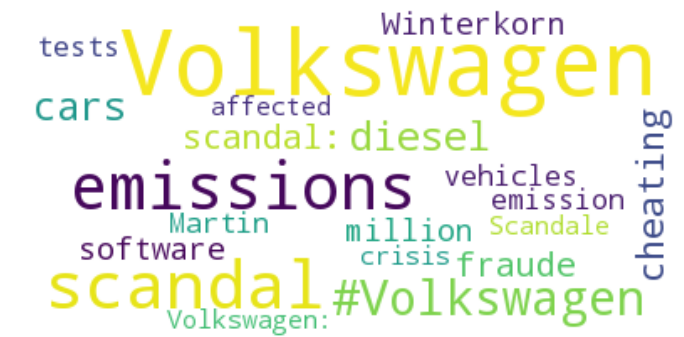 Winterkorn
tests Volkswagen
cars affected
scandal: diesel
cheating
emissions vehicles
emission
Martin million Scandale
software crisis fraude
scandal #Volkswagen
Volkswagen: